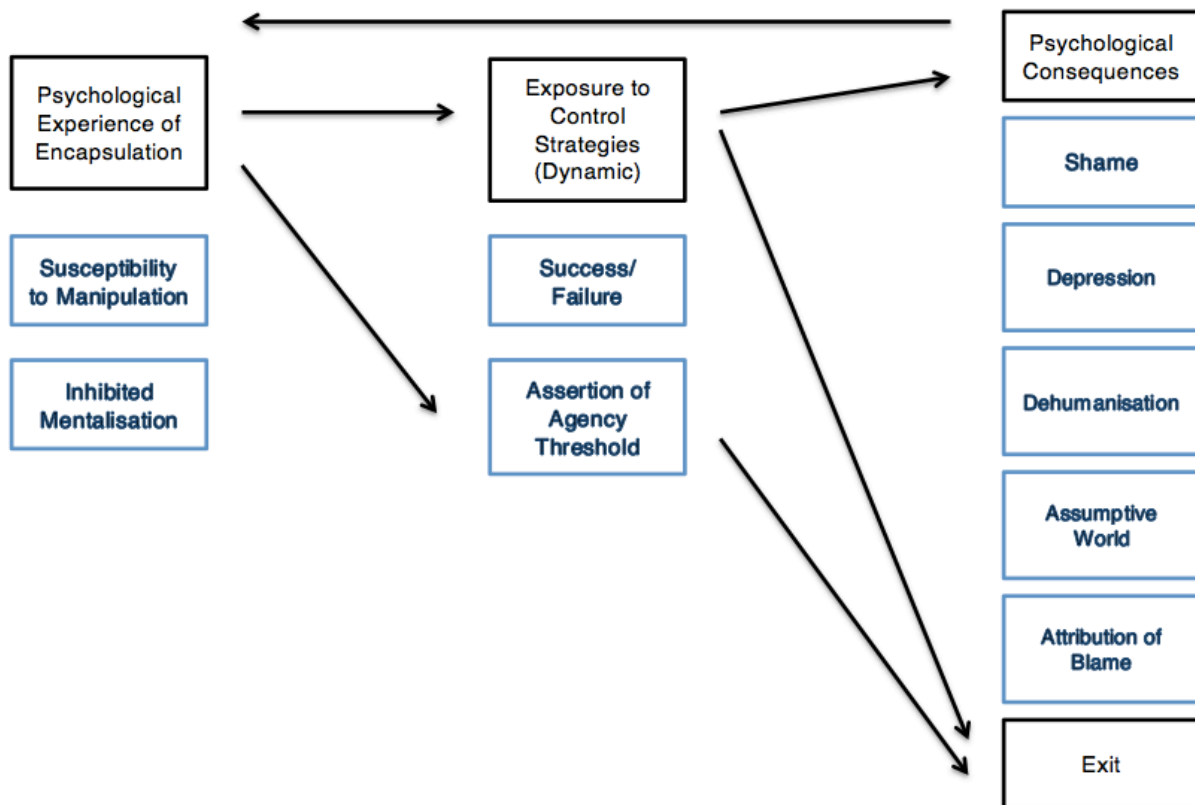 Psychological
Experience of
Encapsulation
Susceptibility
to Manipulation
Inhibited
Mentalisation
Exposure to
Control
Strategies
(Dynamic)
Success/
Failure
Assertion of
Agency
Threshold
Psychological
Consequences
Shame
Depression
Dehumanisation
Assumptive
World
Attribution of
Blame
Exit